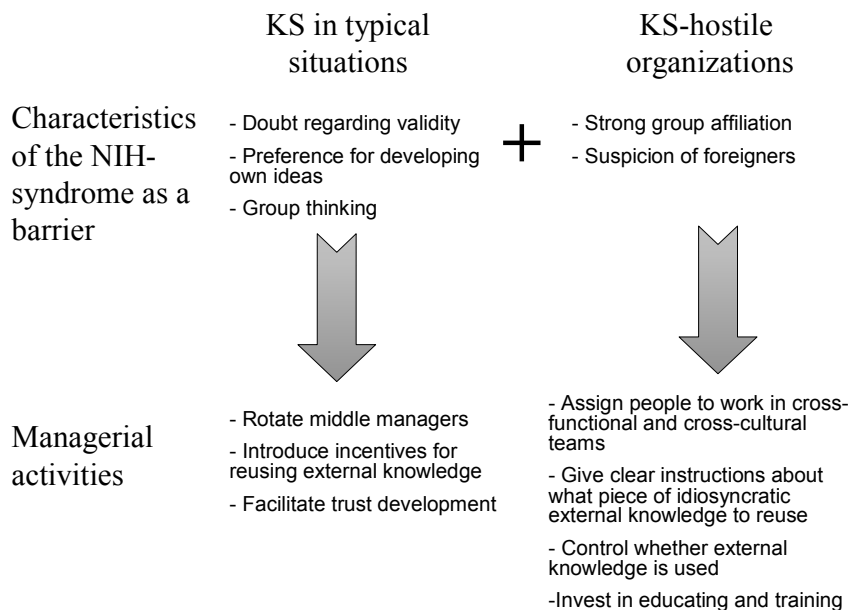 KS in typical
situations
KS-hostile
organizations
Characteristics
of the NIH-
syndrome as a
barrier
- Doubt regarding validity
- Preference for developing
own ideas
- Group thinking
+
- Strong group affiliation
- Suspicion of foreigners
Managerial
activities
- Rotate middle managers
- Introduce incentives for
reusing external knowledge
- Facilitate trust development
- Assign people to work in cross-
functional and cross-cultural
teams
- Give clear instructions about
what piece of idiosyncratic
external knowledge to reuse
- Control whether external
knowledge is used
-Invest in educating and training